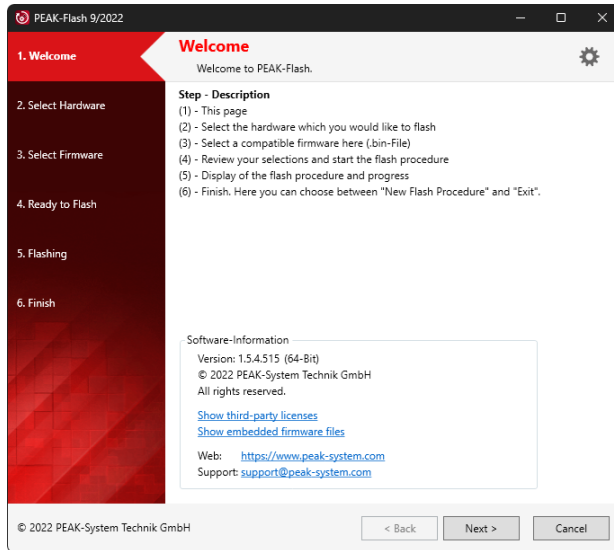 PEAK-Flash 9/2022
1. Welcome
2. Select Hardware
3. Select Firmware
4. Ready to Flash
5. Flashing
6. Finish
Welcome
Welcome to PEAK-Flash.
Step - Description
(1) - This page
(2) - Select the hardware which you would like to flash
(3) - Select a compatible firmware here (.bin-File)
(4) - Review your selections and start the flash procedure
(5) - Display of the flash procedure and progress
(6) - Finish. Here you can choose between "New Flash Procedure" and "Exit".
Software-Information
Version: 1.5.4.515 (64-Bit)
© 2022 PEAK-System Technik GmbH
All rights reserved.
Show third-party licenses
Show embedded firmware files
Web: https://www.peak-system.com
Support: support@peak-system.com
© 2022 PEAK-System Technik GmbH
< Back Next > Cancel